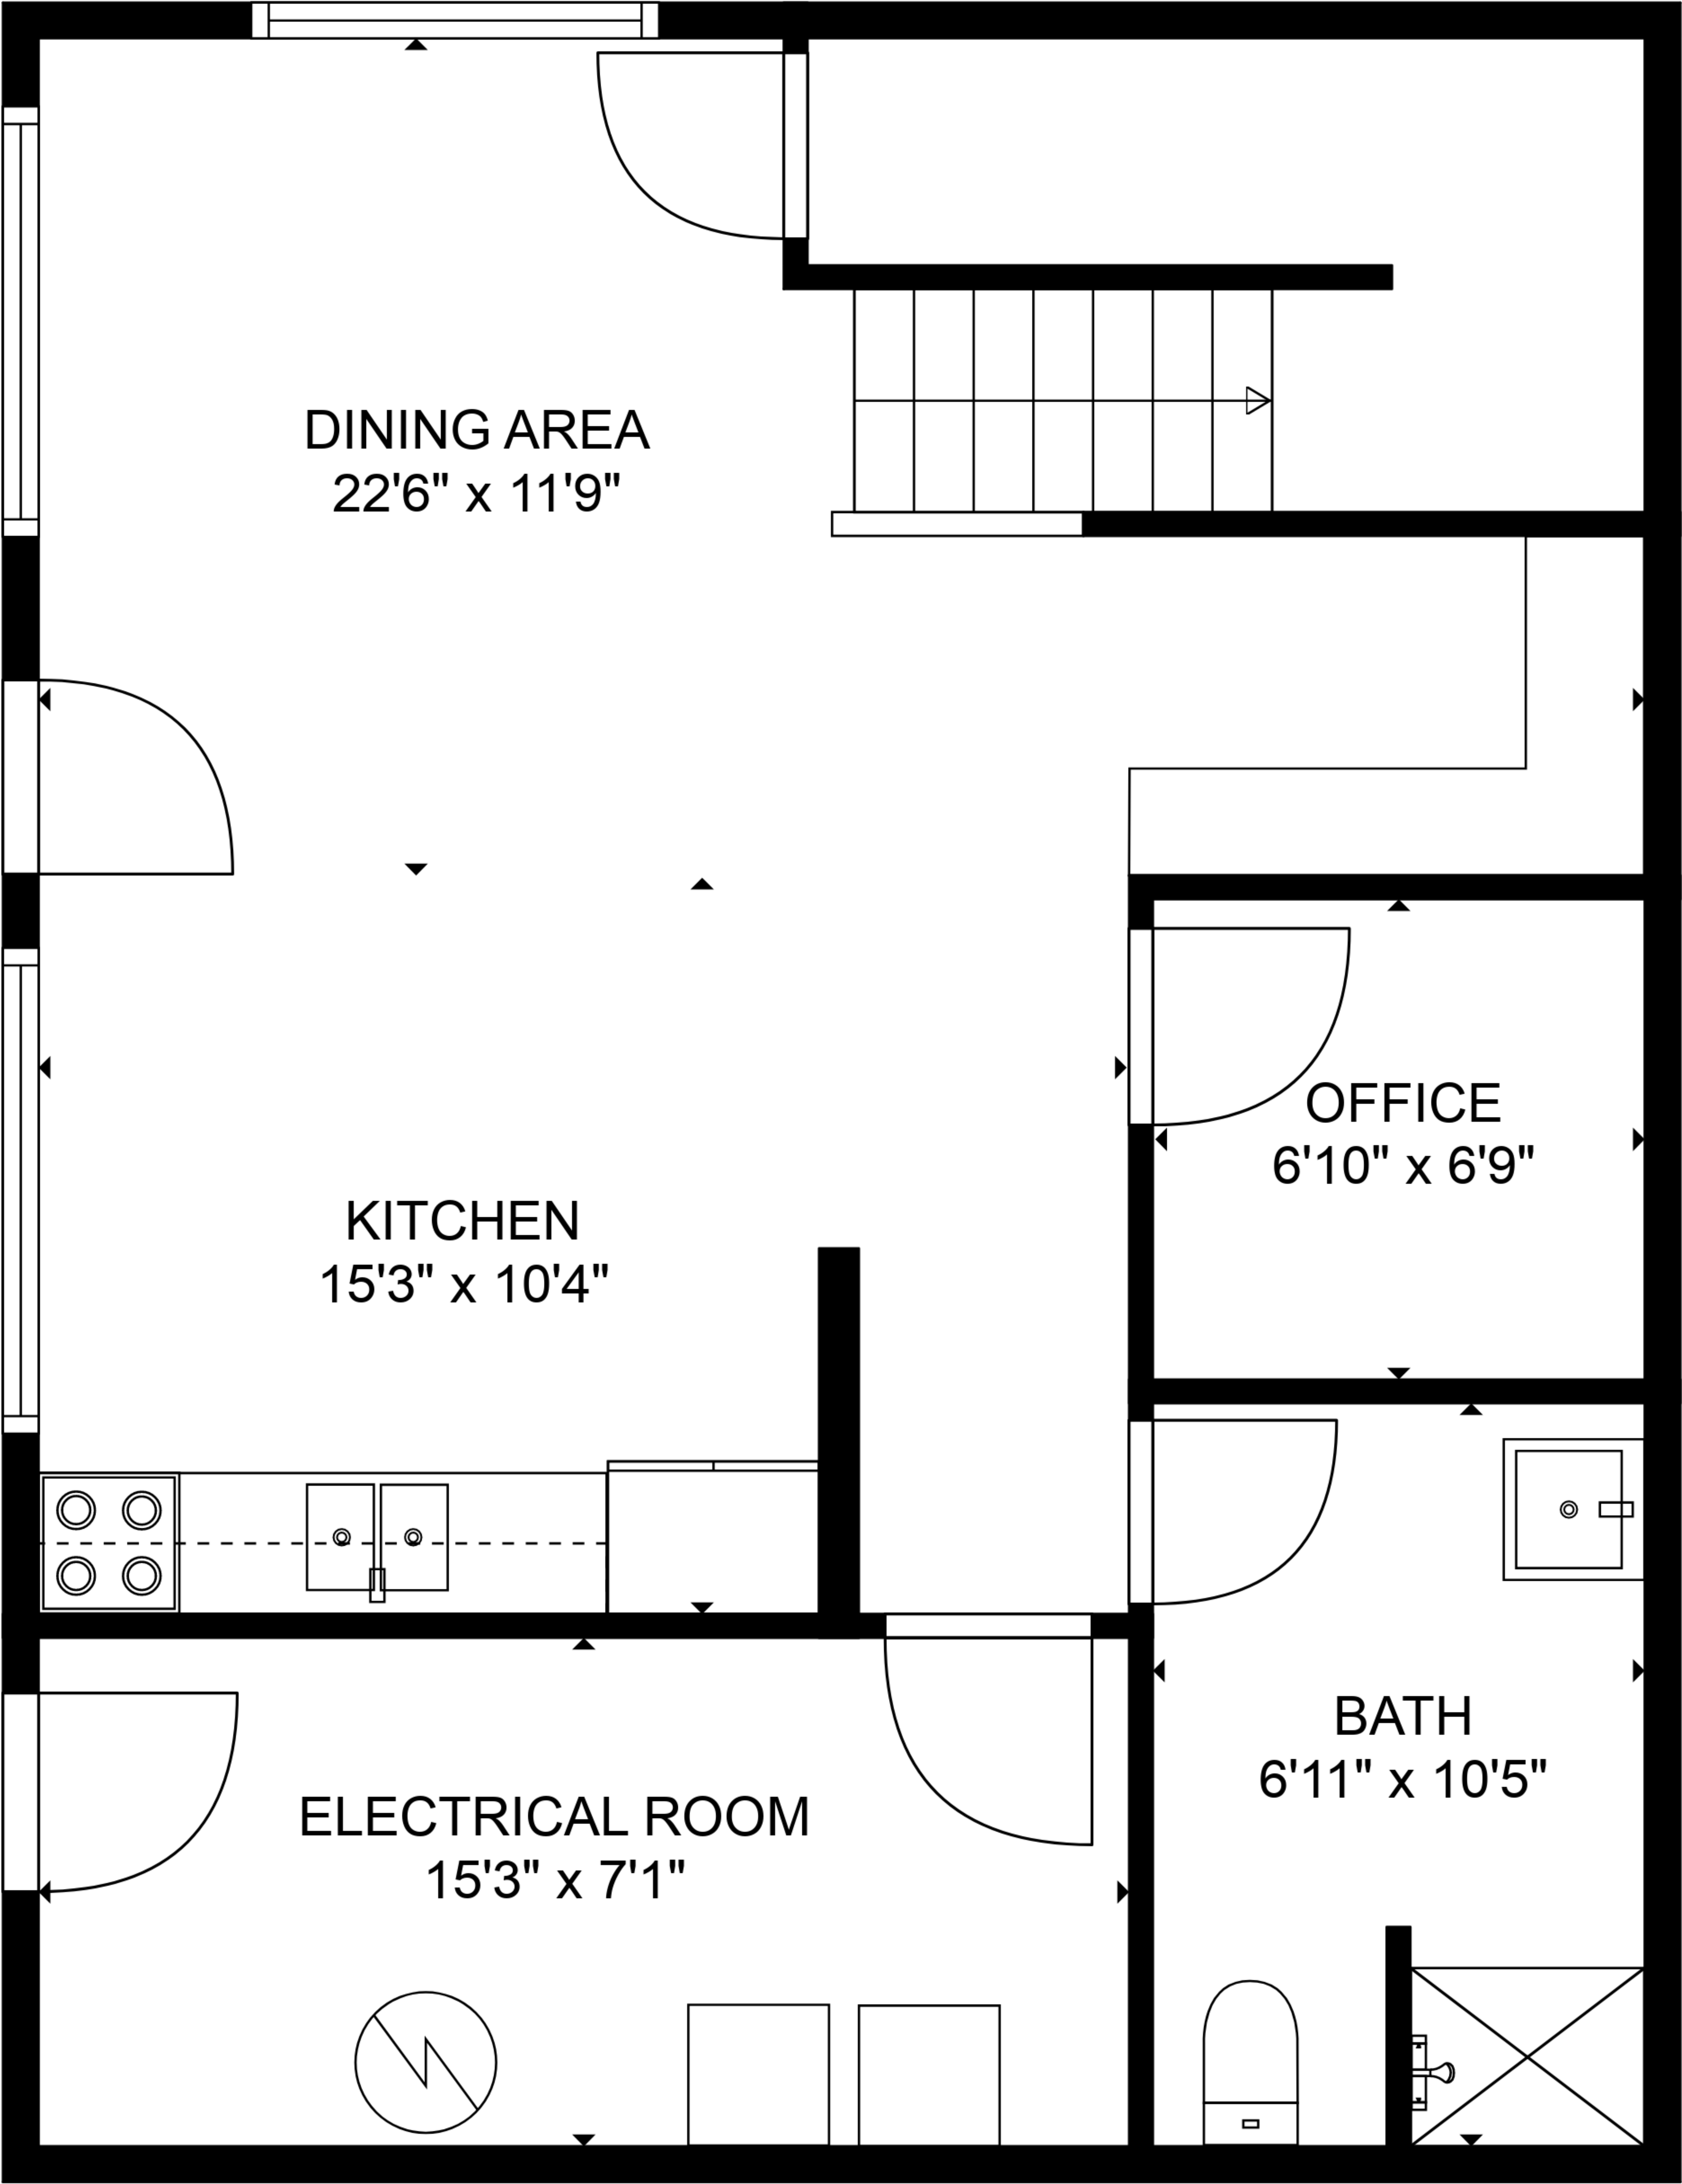 DINING AREA
22'6" x 11'9"
OFFICE
6'10" x 6'9"
KITCHEN
15'3" x 10'4"
BATH
6'11" x 10'5"
ELECTRICAL ROOM
15'3" x 7'1"